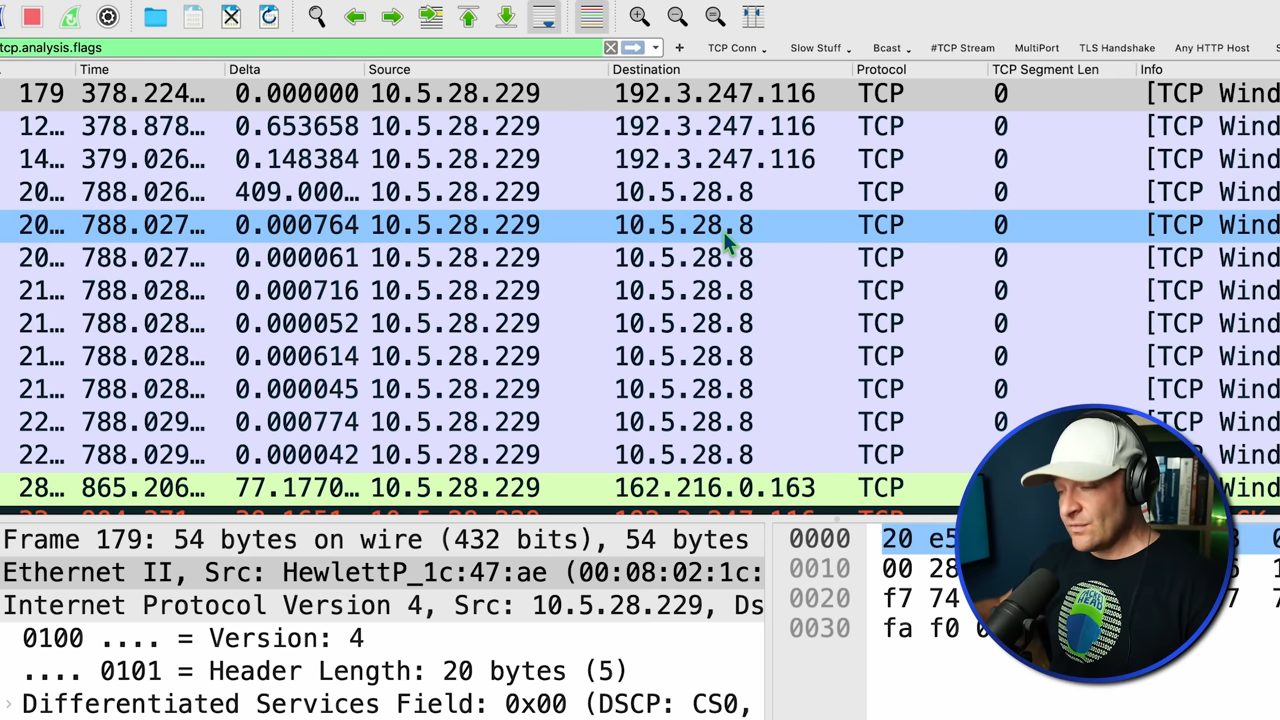 tcp.analysis.flags + TCP Conn Slow Stuff Bcast #TCP Stream MultiPort TLS Handshake Any HTTP Host
Time Delta Source Destination Protocol TCP Segment Len Info
179 378.224… 0.000000 10.5.28.229 192.3.247.116 TCP 0 [TCP Wind
12… 378.878… 0.653658 10.5.28.229 192.3.247.116 TCP 0 [TCP Wind
14… 379.026… 0.148384 10.5.28.229 192.3.247.116 TCP 0 [TCP Wind
20… 788.026… 409.000… 10.5.28.229 10.5.28.8 TCP 0 [TCP Wind
20… 788.027… 0.000764 10.5.28.229 10.5.28.8 TCP 0 [TCP Wind
20… 788.027… 0.000061 10.5.28.229 10.5.28.8 TCP 0 [TCP Wind
21… 788.028… 0.000716 10.5.28.229 10.5.28.8 TCP 0 [TCP Wind
21… 788.028… 0.000052 10.5.28.229 10.5.28.8 TCP 0 [TCP Wind
21… 788.028… 0.000614 10.5.28.229 10.5.28.8 TCP 0 [TCP Wind
21… 788.028… 0.000045 10.5.28.229 10.5.28.8 TCP 0 [TCP Wind
22… 788.029… 0.000774 10.5.28.229 10.5.28.8 TCP 0 [TCP Wind
22… 788.029… 0.000042 10.5.28.229 10.5.28.8 TCP Wind
28… 865.206… 77.1770… 10.5.28.229 162.216.0.163 TCP Wind
Frame 179: 54 bytes on wire (432 bits), 54 bytes
Ethernet II, Src: HewlettP_1c:47:ae (00:08:02:1c:
Internet Protocol Version 4, Src: 10.5.28.229, Ds
0100 .... = Version: 4
.... 0101 = Header Length: 20 bytes (5)
Differentiated Services Field: 0x00 (DSCP: CS0,
0000 20 e5
0010 00 28
0020 f7 74
0030 fa f0